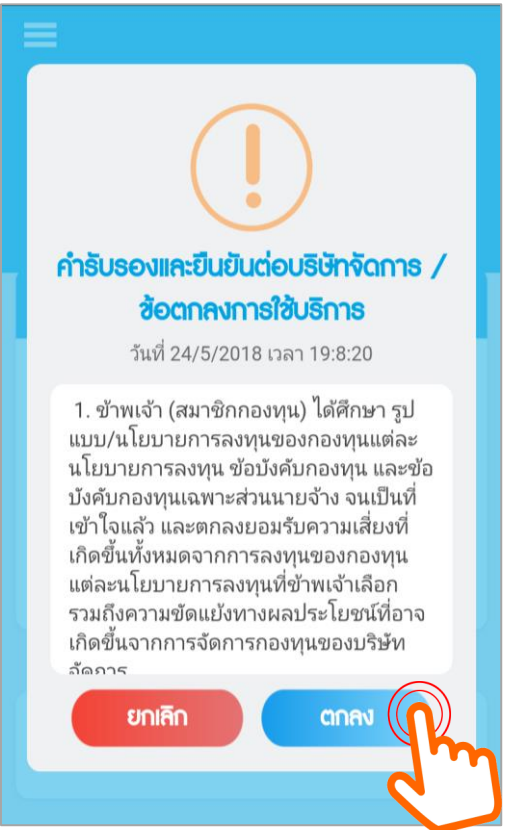 คำรับรองและยืนยันต่อบริษัทจัดการ /
ข้อตกลงการใช้บริการ
วันที่ 24/5/2018 เวลา 19:8:20
1. ข้าพเจ้า (สมาชิกกองทุน) ได้ศึกษา รูป
แบบ/นโยบายการลงทุนของกองทุนแต่ละ
นโยบายการลงทุน ข้อบังคับกองทุน และข้อ
บังคับกองทุนเฉพาะส่วนนายจ้าง จนเป็นที่
เข้าใจแล้ว และตกลงยอมรับความเสี่ยงที่
เกิดขึ้นทั้งหมดจากการลงทุนของกองทุน
แต่ละนโยบายการลงทุนที่ข้าพเจ้าเลือก
รวมถึงความขัดแย้งทางผลประโยชน์ที่อาจ
เกิดขึ้นจากการจัดการกองทุนของบริษัท
จัดการ
ยกเลิก ตกลง